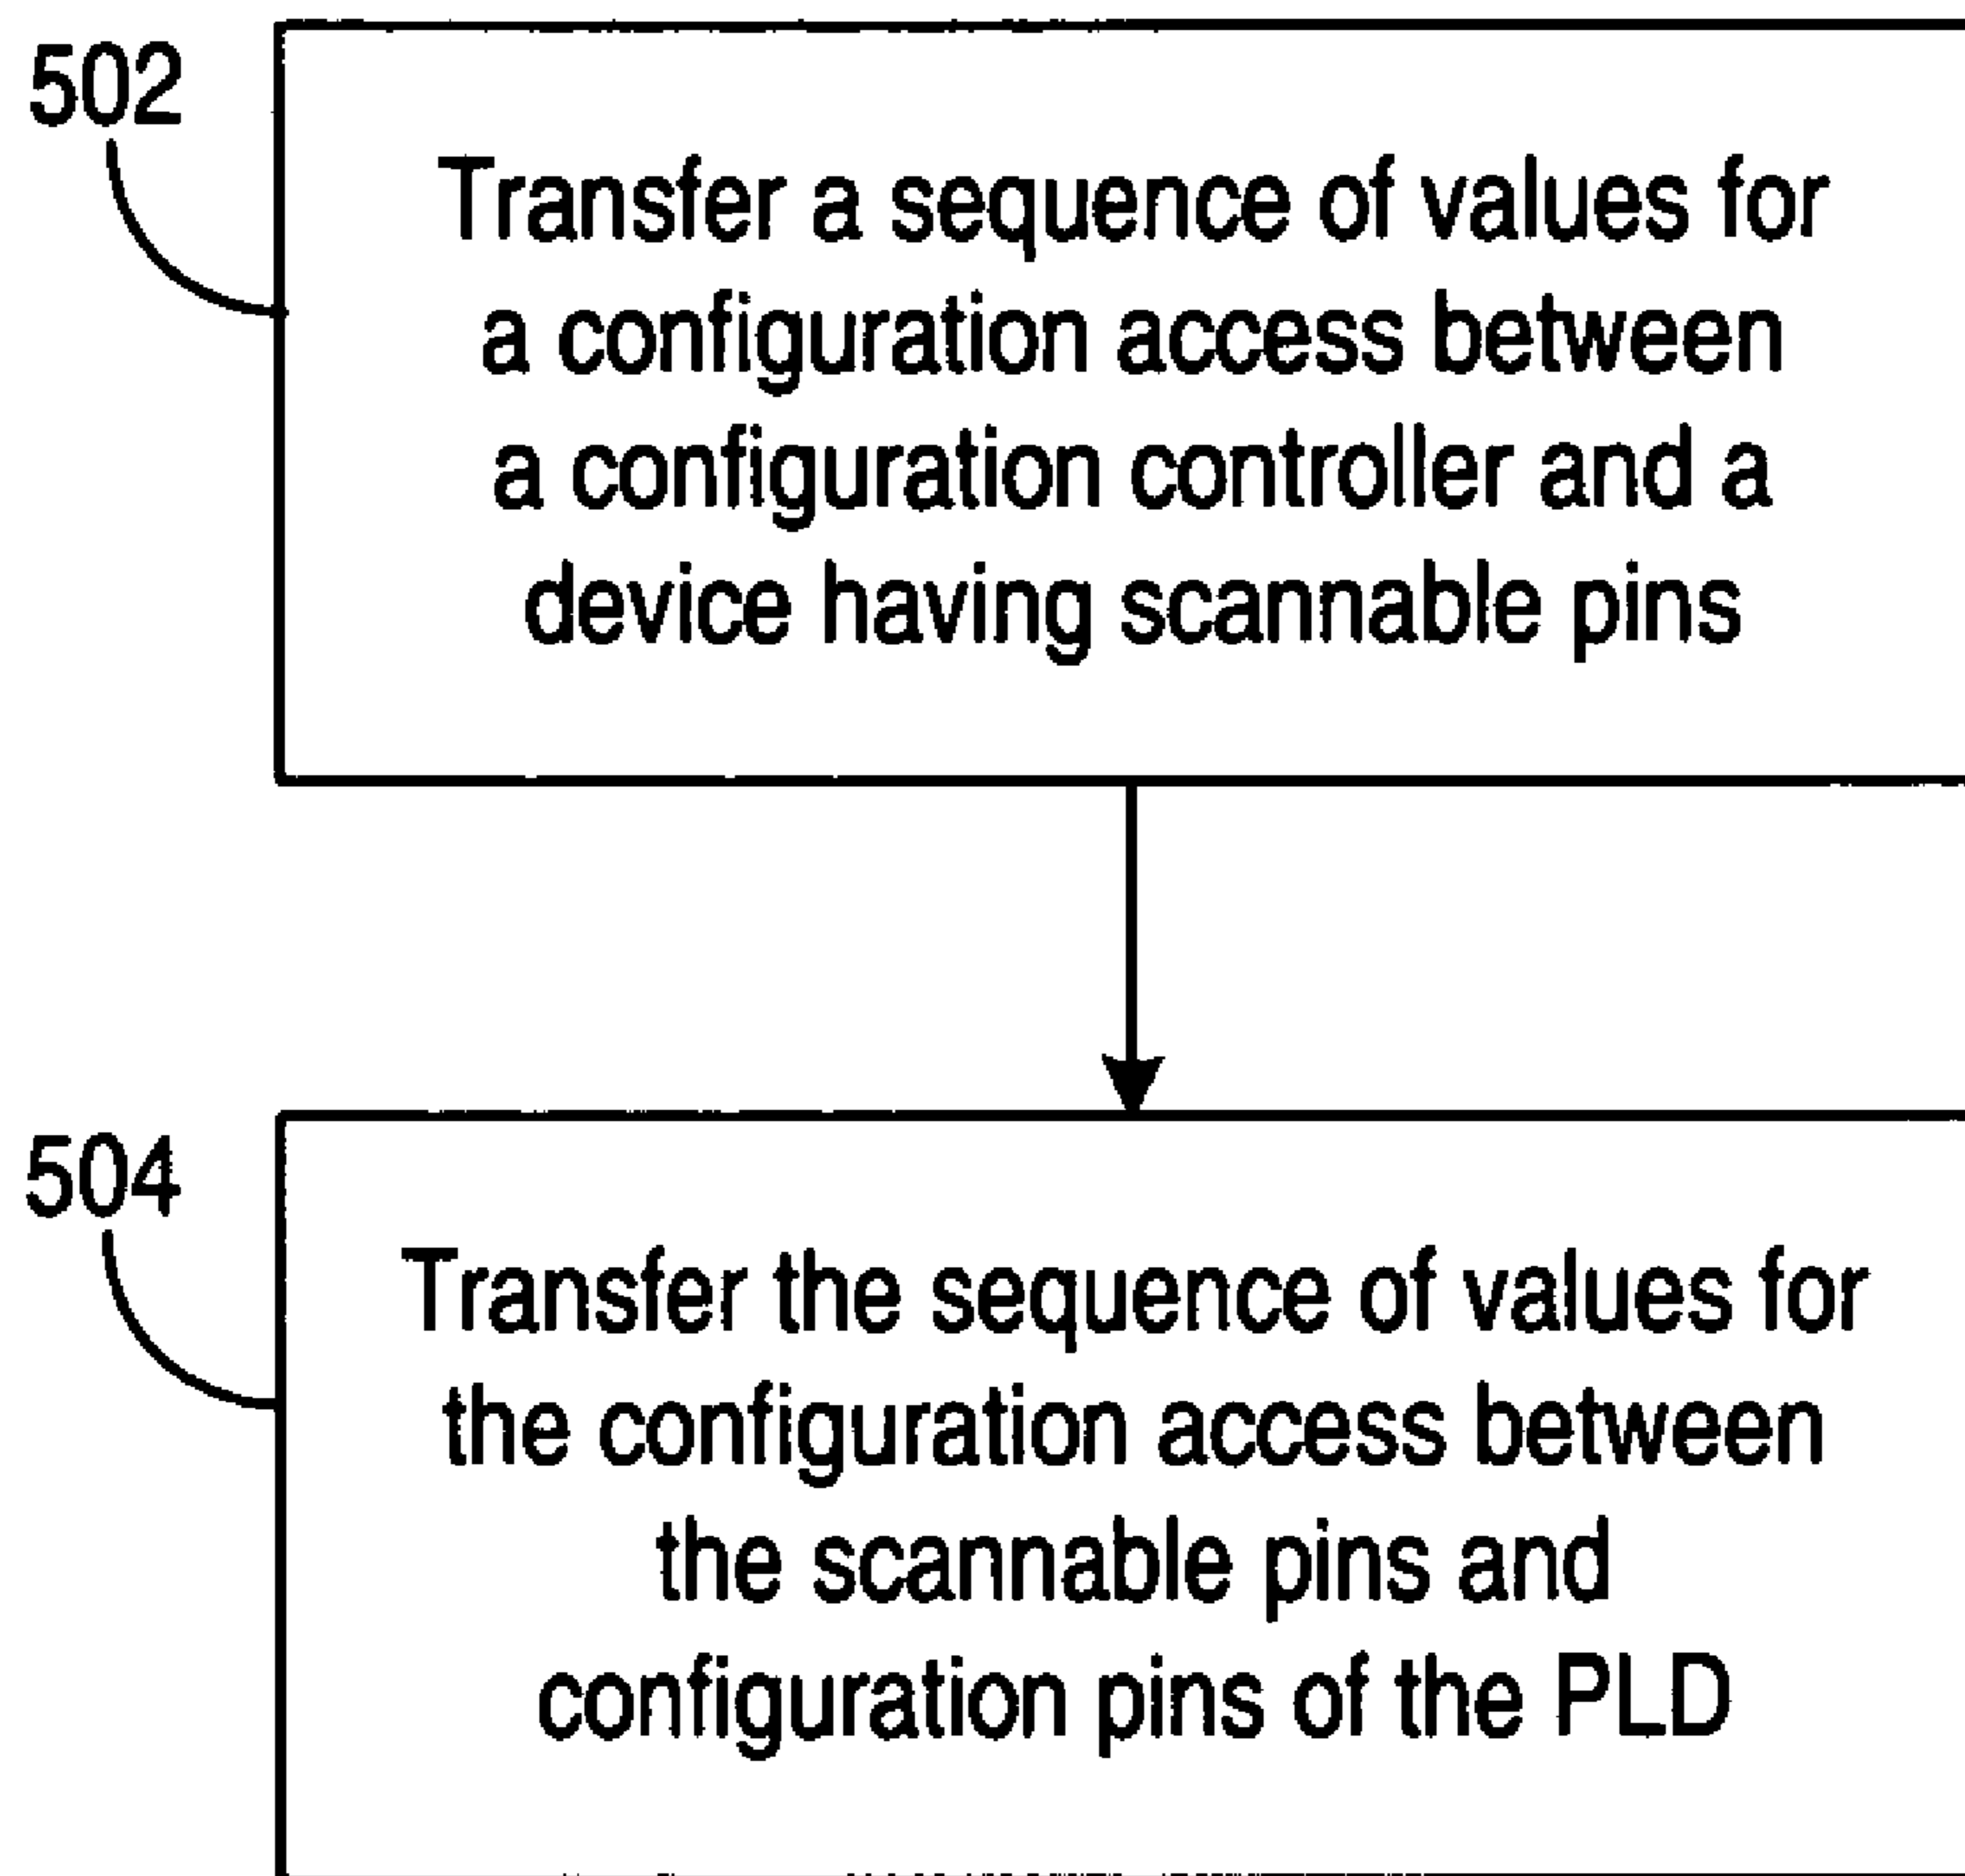 502
Transfer a sequence of values for
a configuration access between
a configuration controller and a
device having scannable pins
504
Transfer the sequence of values for
the configuration access between
the scannable pins and
configuration pins of the PLD